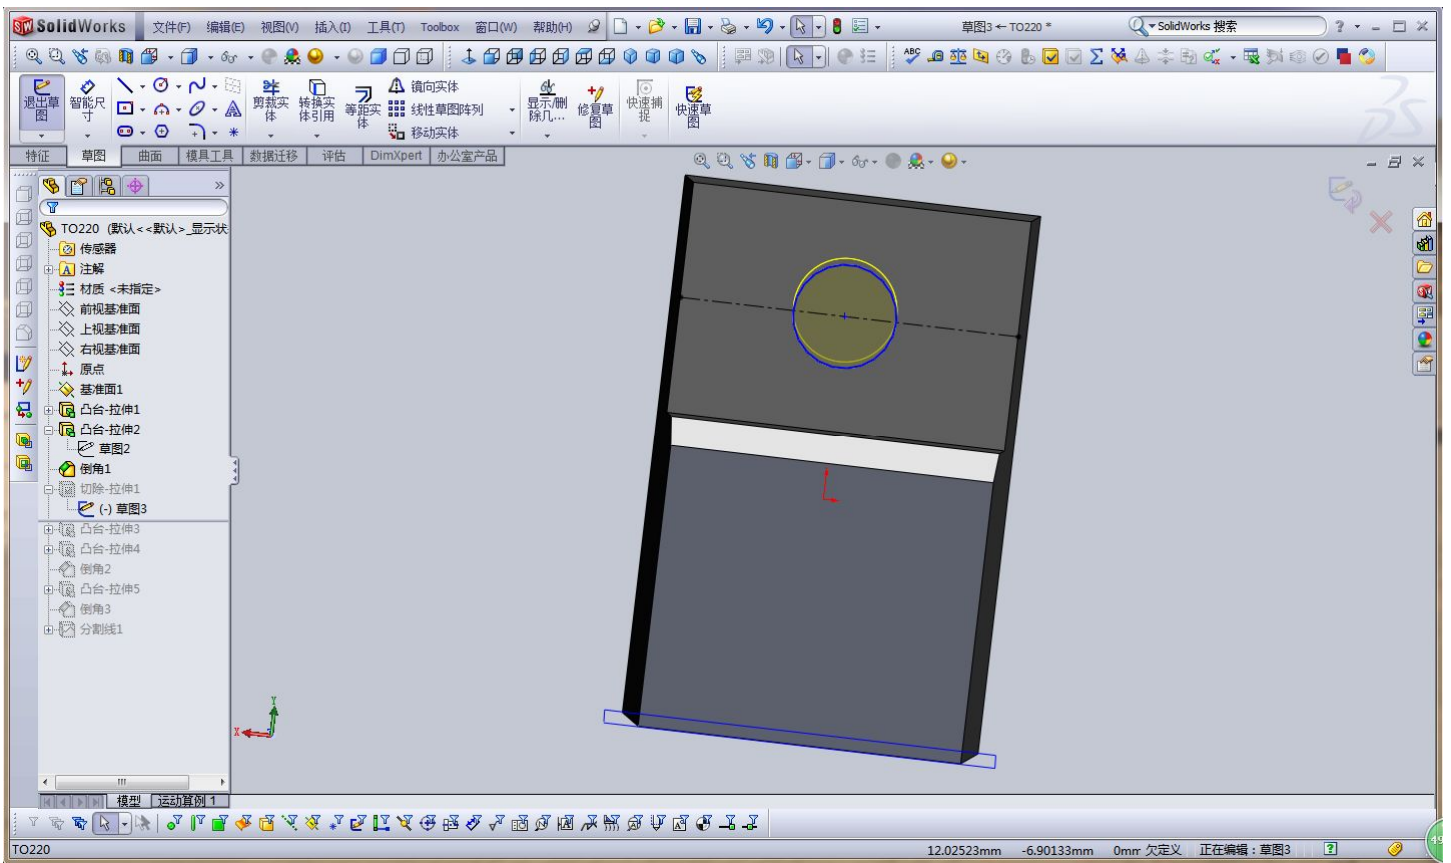 SolidWorks 文件(F) 编辑(E) 视图(V) 插入(I) 工具(T) Toolbox 窗口(W) 帮助(H) 草图3 ← TO220 * SolidWorks 搜索
退出草图
智能尺寸
剪裁实体
转换实体引用
等距实体
镜向实体
线性草图阵列
移动实体
显示/删除几...
修复草图
快速捕捉
快速草图
特征 草图 曲面 模具工具 数据迁移 评估 DimXpert 办公室产品
TO220 (默认<<默认>_显示状
传感器
注解
材质 <未指定>
前视基准面
上视基准面
右视基准面
原点
基准面1
凸台-拉伸1
凸台-拉伸2
草图2
倒角1
切除-拉伸1
(-) 草图3
凸台-拉伸3
凸台-拉伸4
倒角2
凸台-拉伸5
倒角3
分割线1
Y
X
模型 运动算例 1
TO220 12.02523mm -6.90133mm 0mm 欠定义 正在编辑：草图3